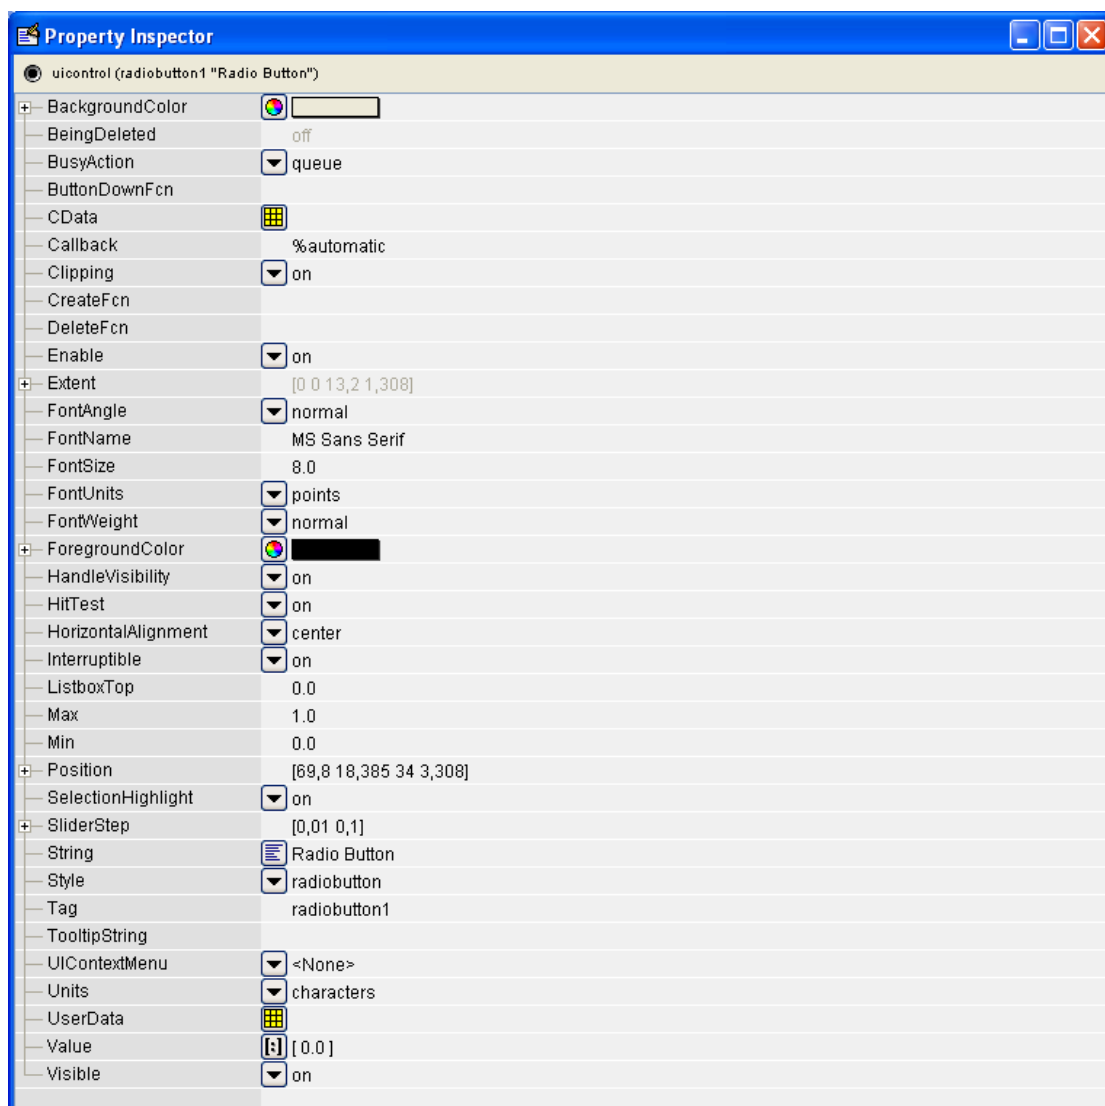 Property Inspector
uicontrol (radiobutton1 "Radio Button")
BackgroundColor
BeingDeleted off
BusyAction queue
ButtonDownFcn
CData
Callback %automatic
Clipping on
CreateFcn
DeleteFcn
Enable on
Extent [0 0 13,2 1,308]
FontAngle normal
FontName MS Sans Serif
FontSize 8.0
FontUnits points
FontWeight normal
ForegroundColor
HandleVisibility on
HitTest on
HorizontalAlignment center
Interruptible on
ListboxTop 0.0
Max 1.0
Min 0.0
Position [69,8 18,385 34 3,308]
SelectionHighlight on
SliderStep [0,01 0,1]
String Radio Button
Style radiobutton
Tag radiobutton1
TooltipString
UIContextMenu <None>
Units characters
UserData
Value [ 0.0 ]
Visible on